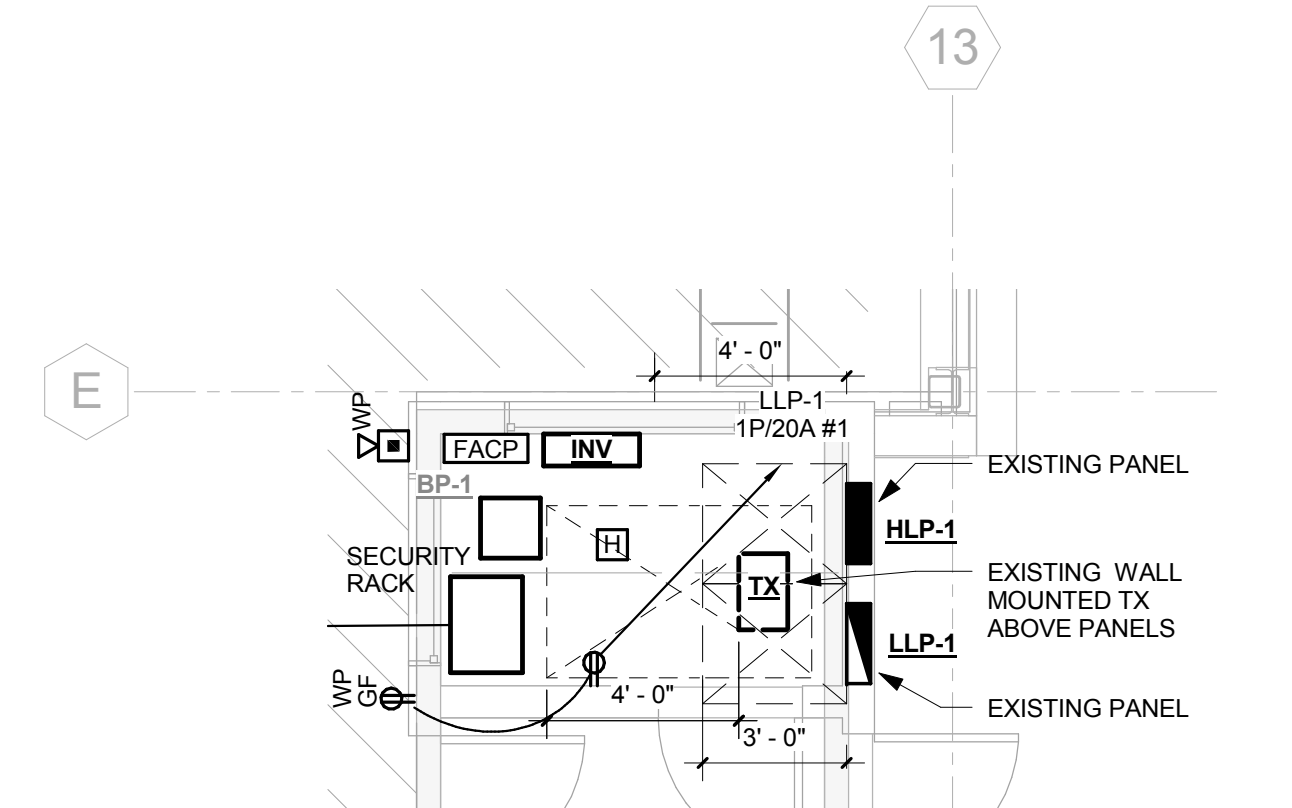 13
E
4' - 0"
LLP-1
1P/20A #1
WP
FACP
INV
EXISTING PANEL
BP-1
HLP-1
H
SECURITY
RACK
TX
EXISTING WALL
MOUNTED TX
ABOVE PANELS
LLP-1
WP
GF
4' - 0"
EXISTING PANEL
3' - 0"